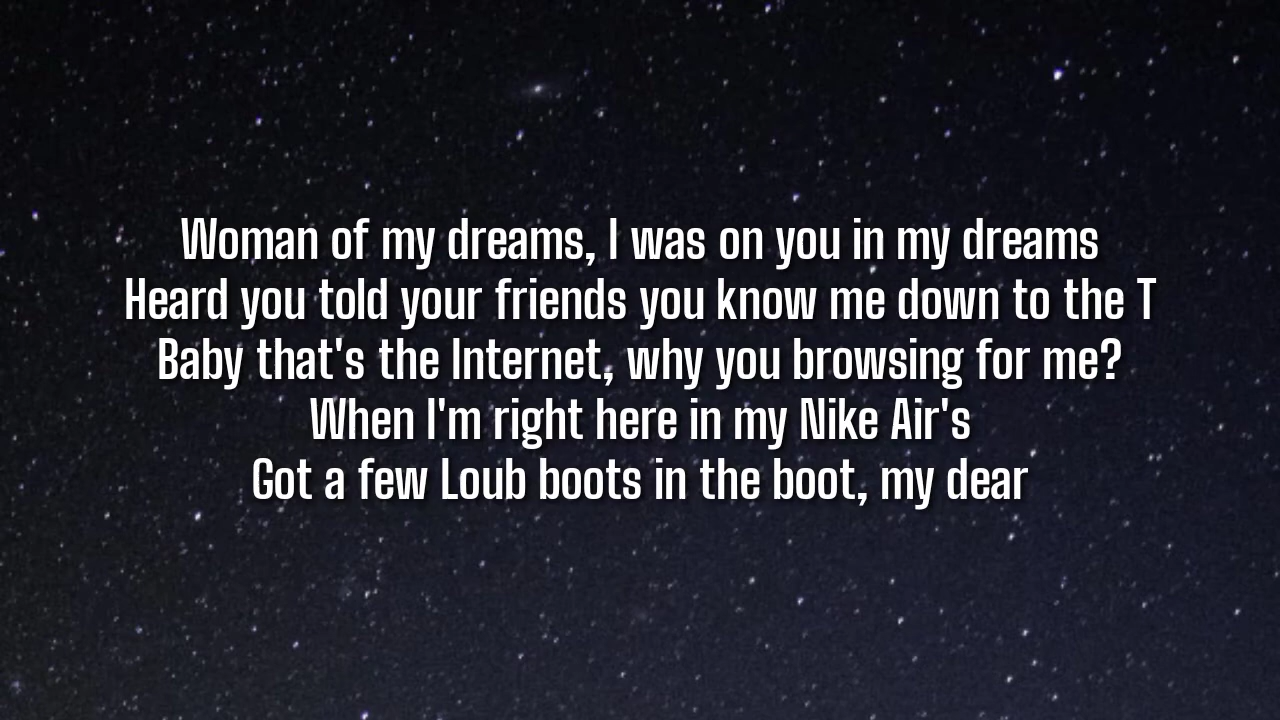 Woman of my dreams, I was on you in my dreams
Heard you told your friends you know me down to the T
Baby that's the Internet, why you browsing for me?
When I'm right here in my Nike Air's
Got a few Loub boots in the boot, my dear